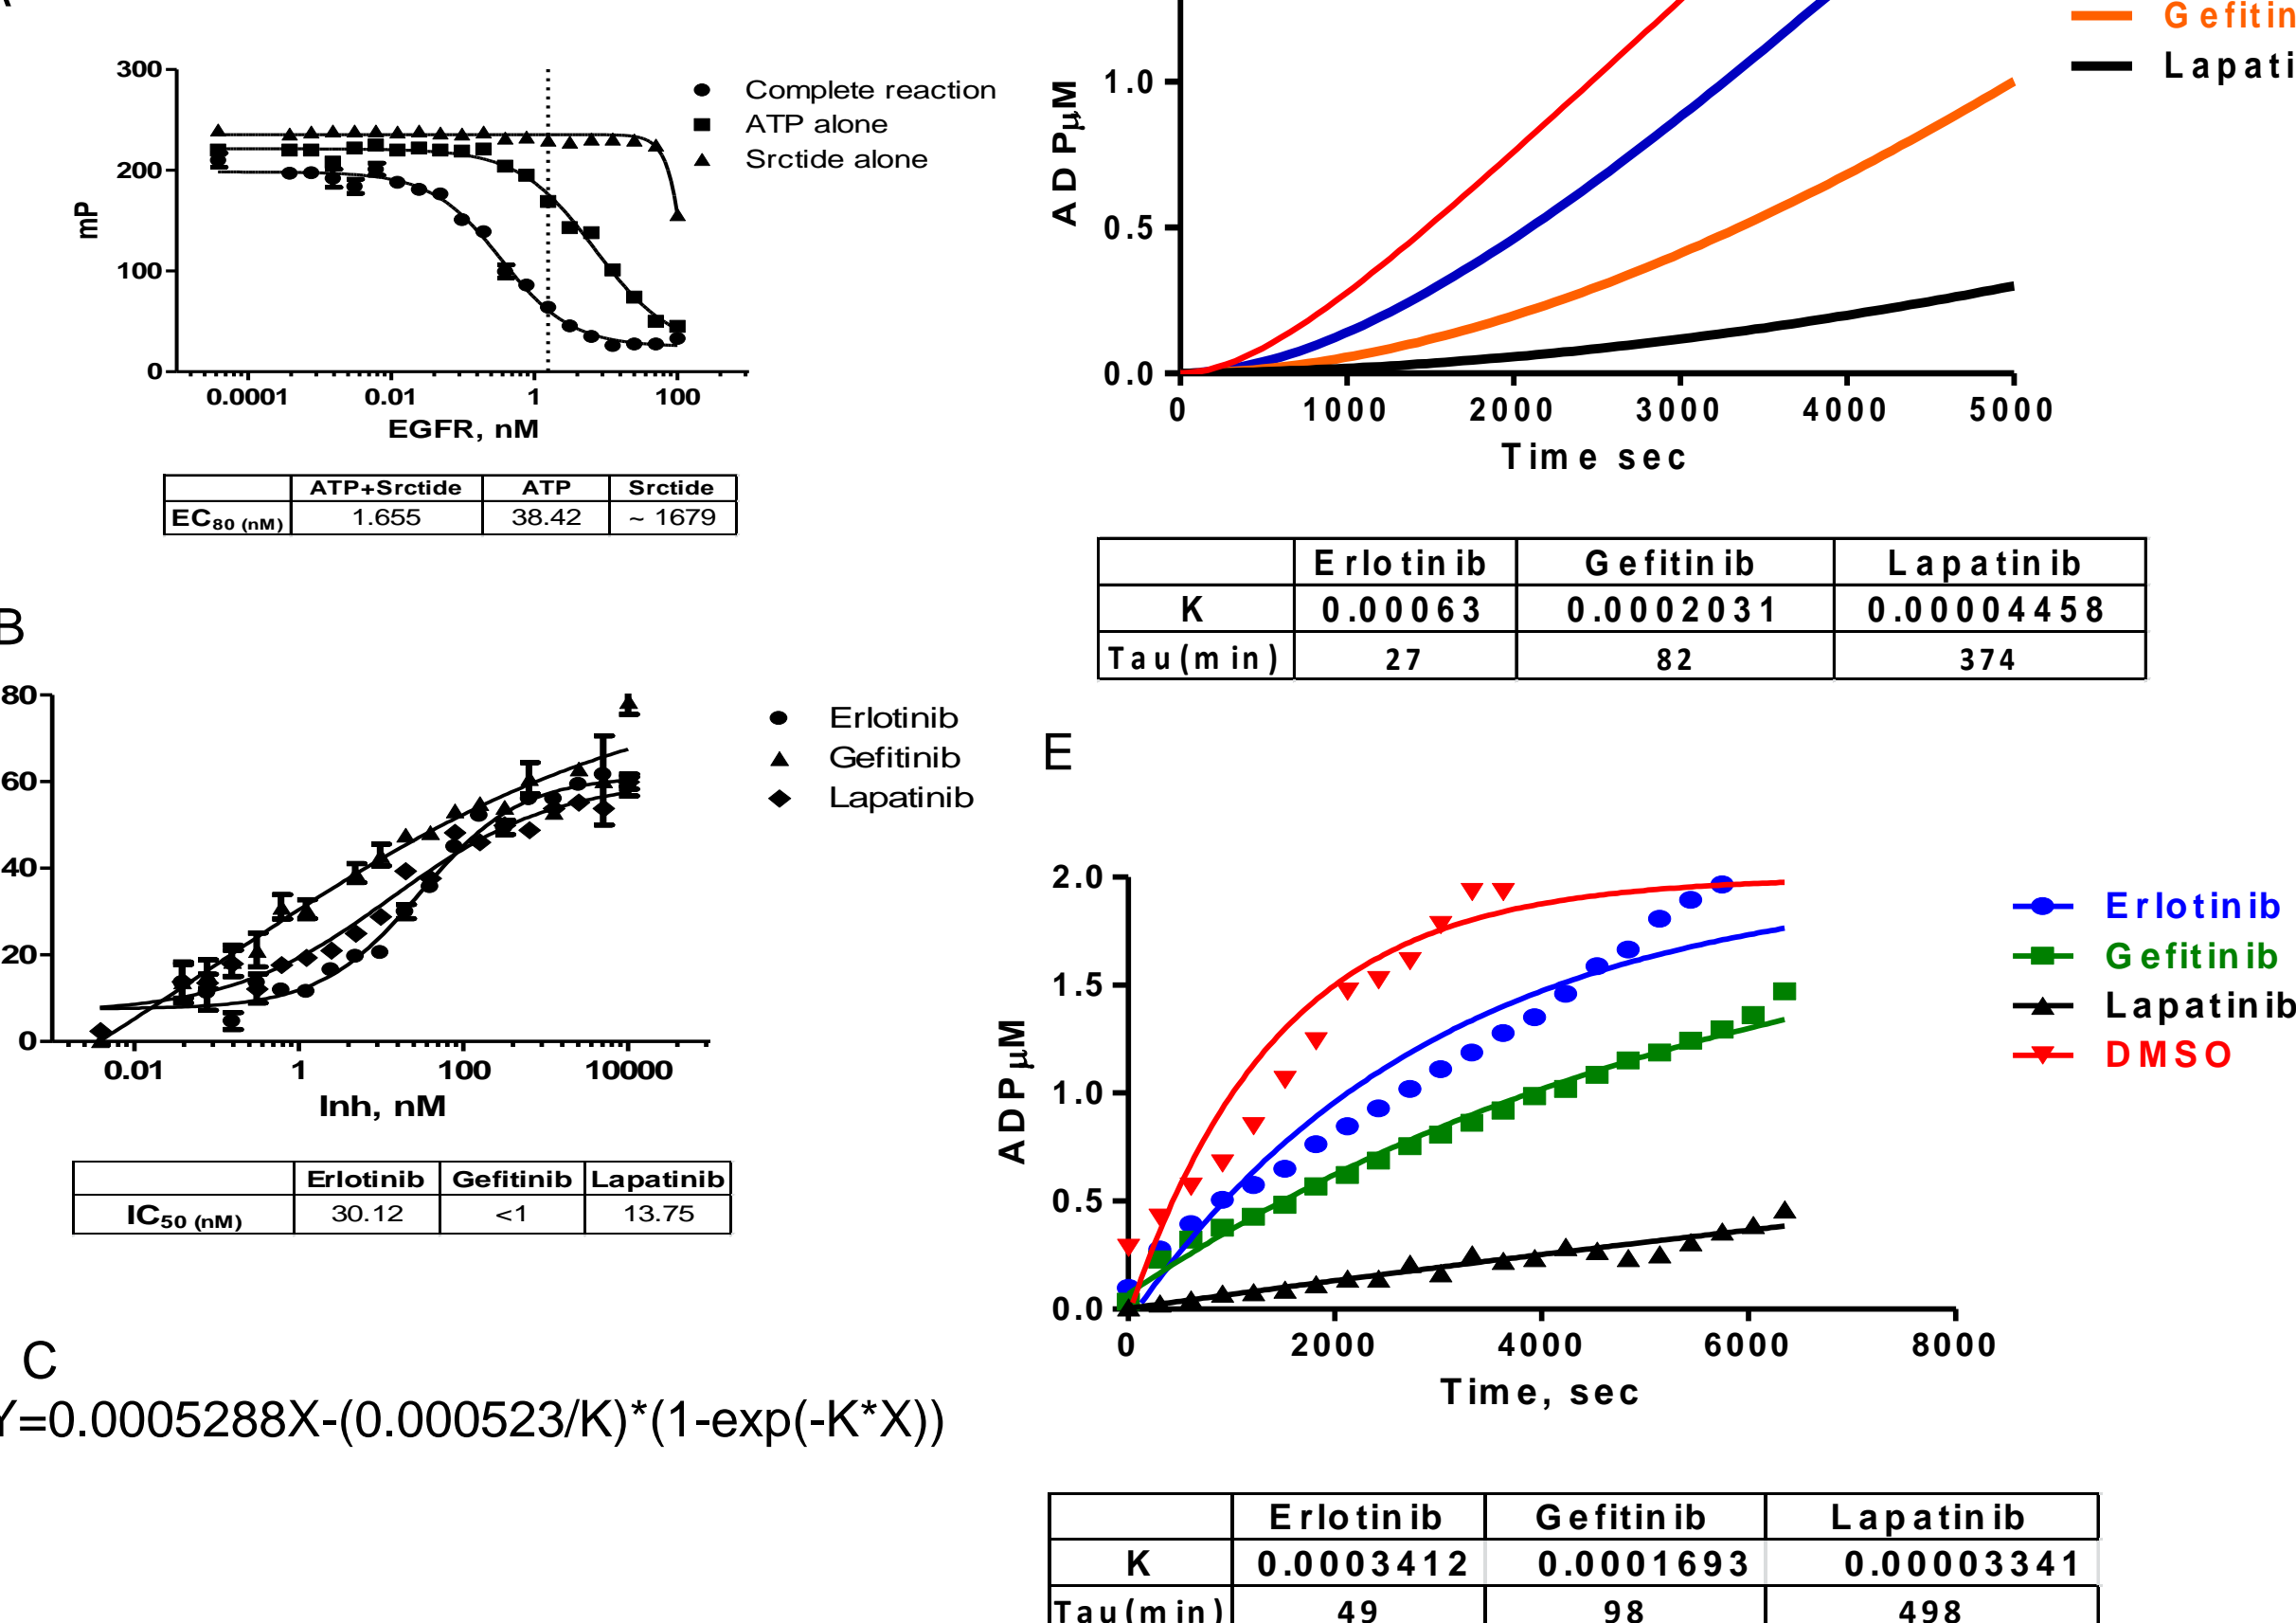 300
200
100
0
mP
0.0001 0.01 1 100
EGFR, nM
Complete reaction
ATP alone
Srctide alone
ATP+Srctide ATP Srctide
EC80 (nM) 1.655 38.42 ~ 1679
B
80
60
40
20
0
0.01 1 100 10000
Inh, nM
Erlotinib
Gefitinib
Lapatinib
Erlotinib Gefitinib Lapatinib
IC50 (nM) 30.12 <1 13.75
C
Y=0.0005288X-(0.000523/K)*(1-exp(-K*X))
Gefitin
Lapati
1.0
0.5
0.0
ADP μM
0 1000 2000 3000 4000 5000
Time sec
Erlotinib Gefitinib Lapatinib
K 0.00063 0.0002031 0.00004458
Tau(min) 27 82 374
E
2.0
1.5
1.0
0.5
0.0
ADP μM
0 2000 4000 6000 8000
Time, sec
Erlotinib
Gefitinib
Lapatinib
DMSO
Erlotinib Gefitinib Lapatinib
K 0.0003412 0.0001693 0.00003341
Tau(min) 49 98 498